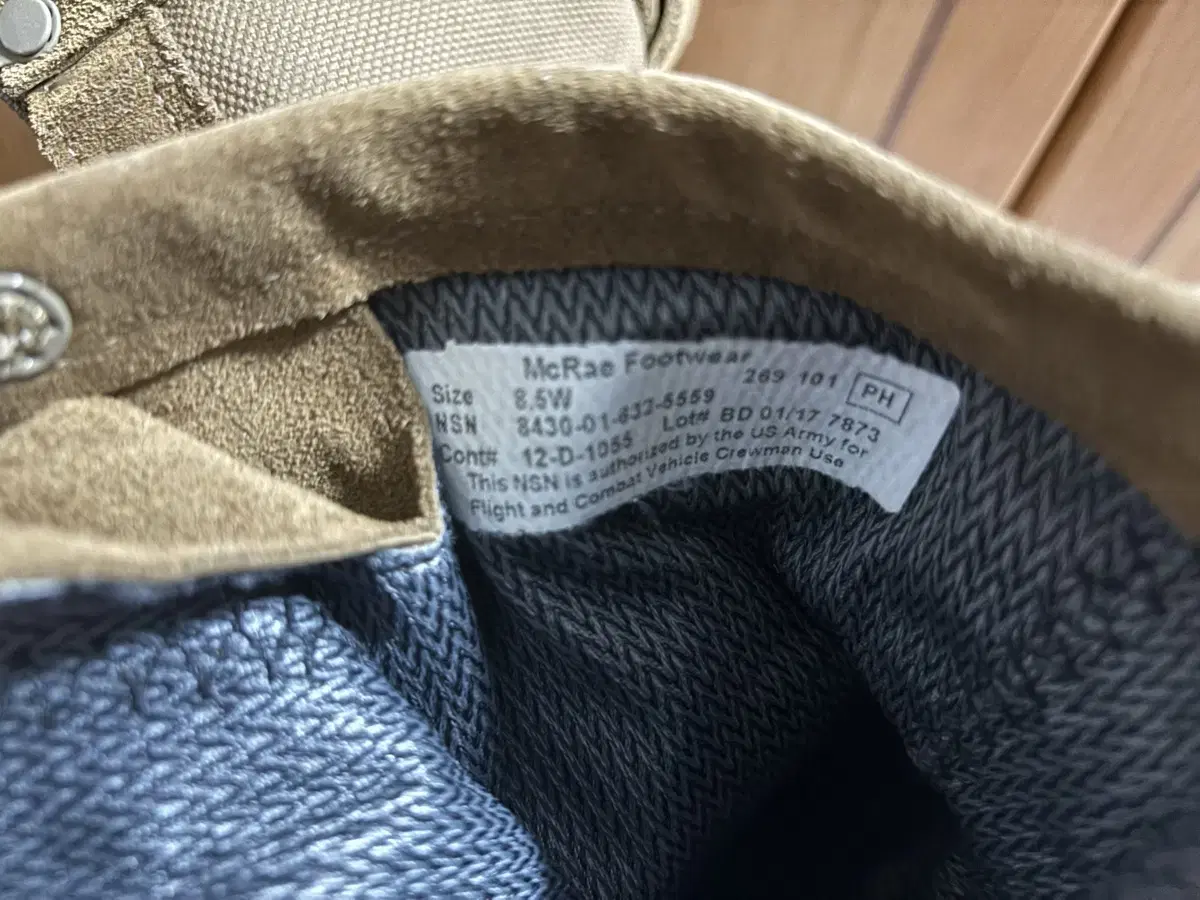 McRae Footwear
Size 8.5W 269 101 PH
NSN 8430-01-632-5559
Cont# 12-D-1055 Lot# BD 01/17 7873
This NSN is authorized by the US Army for
Flight and Combat Vehicle Crewman Use